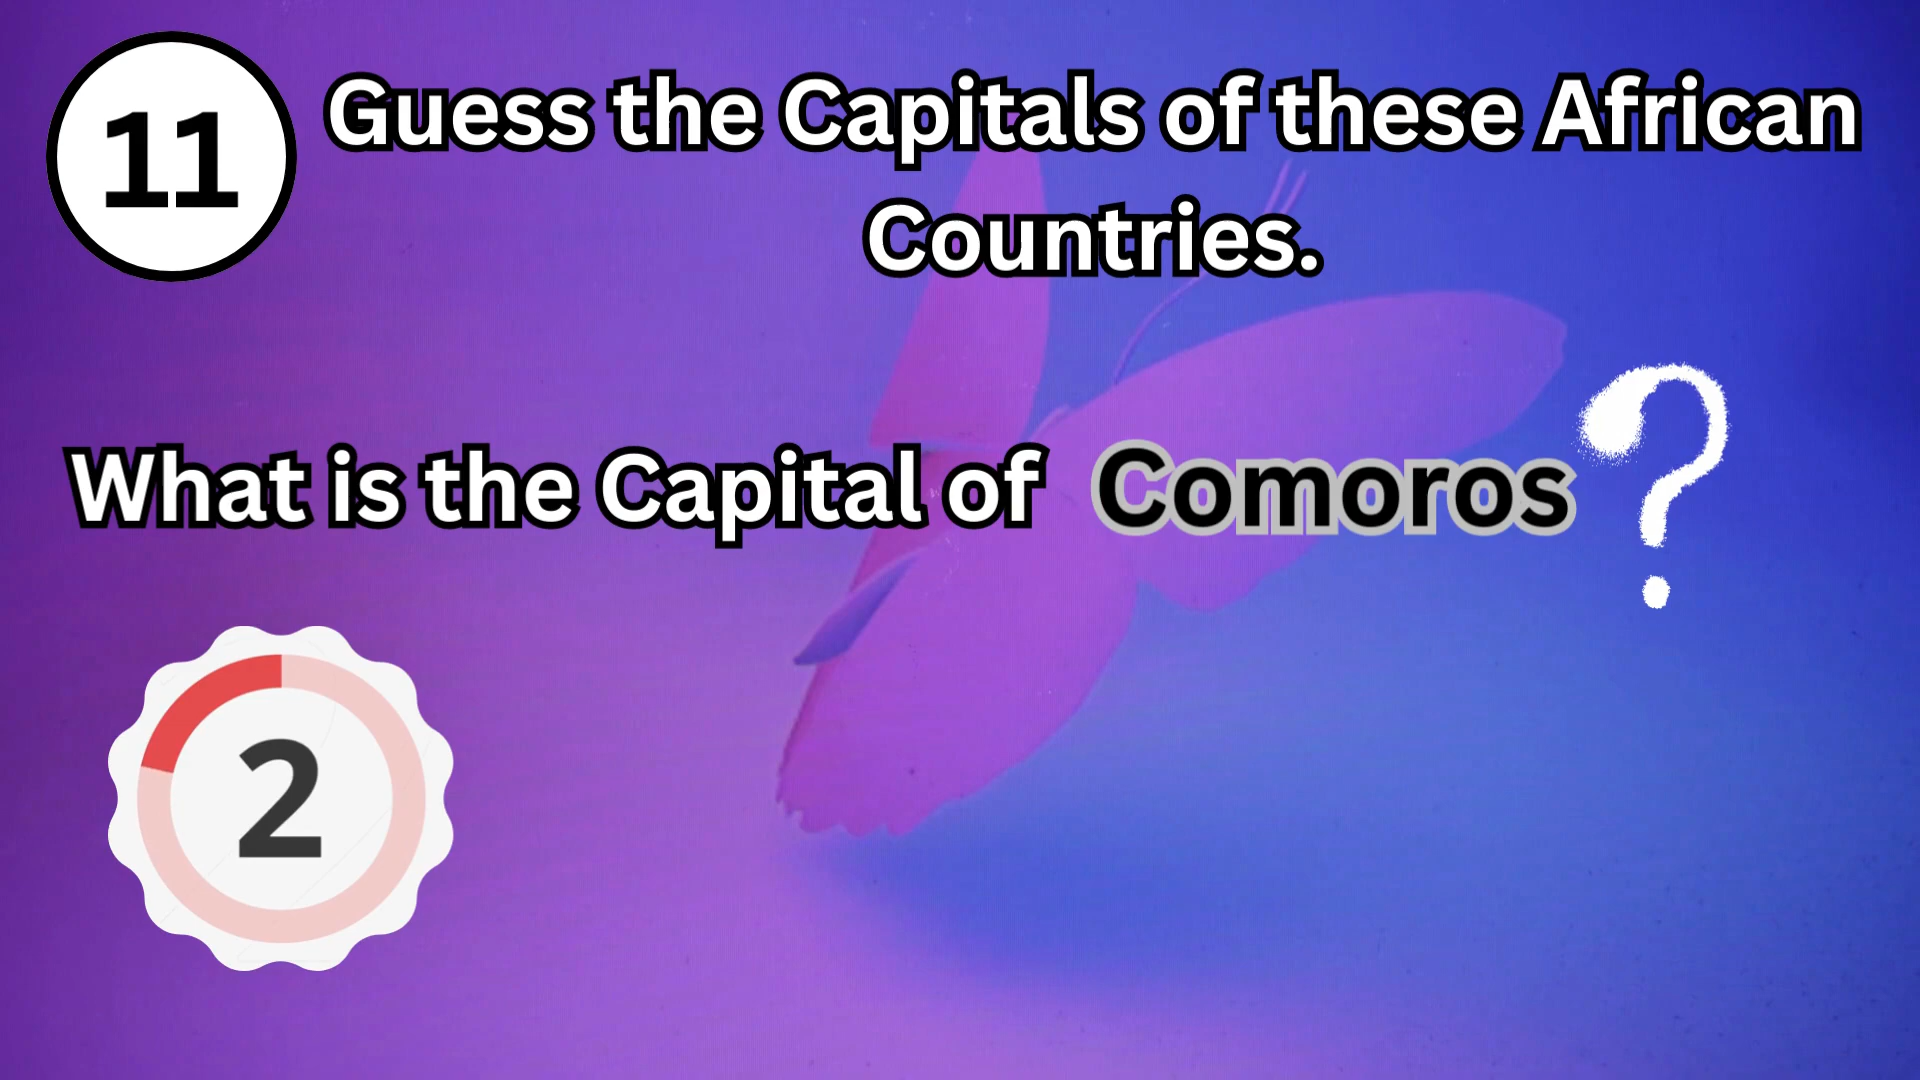 11
Guess the Capitals of these African
Countries.
What is the Capital of Comoros?
2